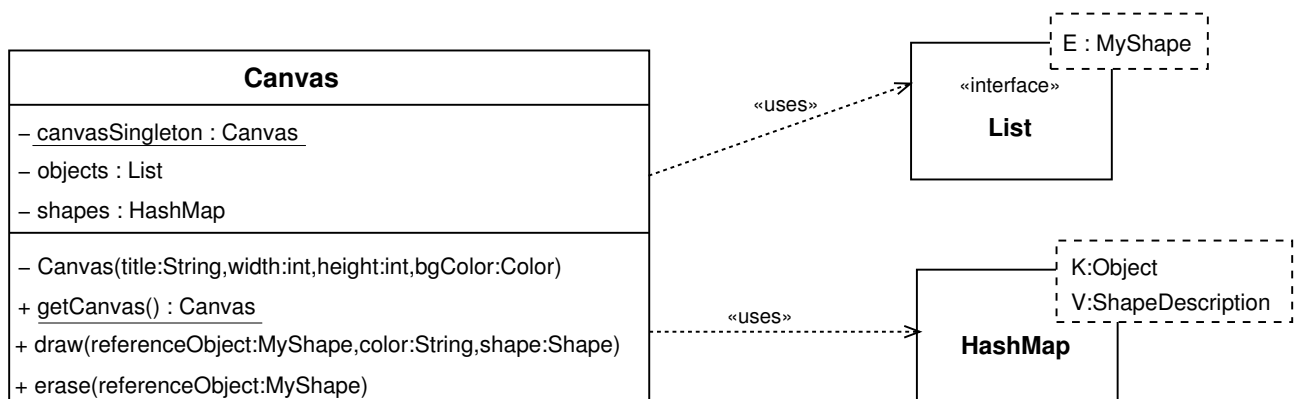 Canvas
– canvasSingleton : Canvas
– objects : List
– shapes : HashMap
– Canvas(title:String,width:int,height:int,bgColor:Color)
+ getCanvas() : Canvas
+ draw(referenceObject:MyShape,color:String,shape:Shape)
+ erase(referenceObject:MyShape)
«uses»
«uses»
E : MyShape
«interface»
List
K:Object
V:ShapeDescription
HashMap